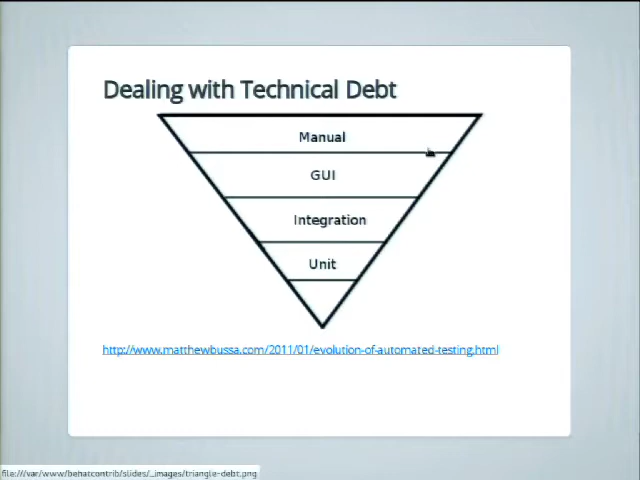 Dealing with Technical Debt
Manual
GUI
Integration
Unit
http://www.matthewbussa.com/2011/01/evolution-of-automated-testing.html
file:///var/www/behatcontrib/slides/_images/triangle-debt.png